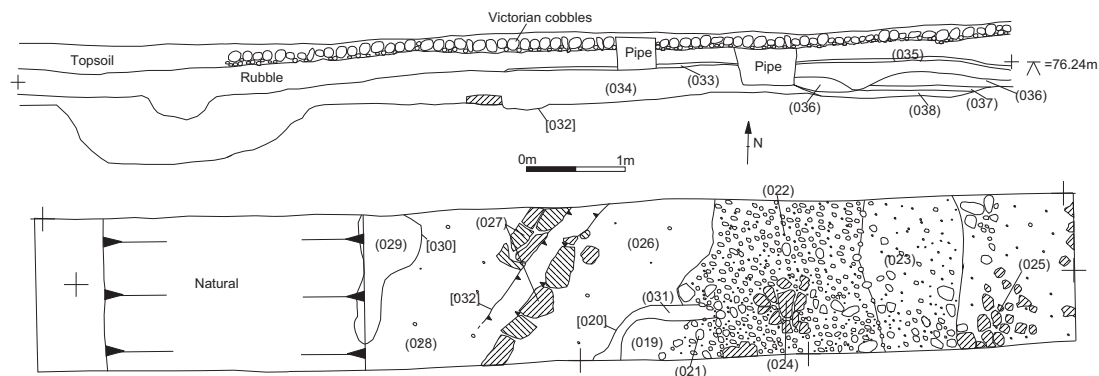 Victorian cobbles
Topsoil
Rubble
Pipe
(033)
(034)
Pipe
(035)
=76.24m
(036)
(036)
(037)
(038)
[032]
N
0m 1m
(022)
(027)
(029)
[030]
(026)
(023)
(025)
Natural
[032]
(031)
[020]
(028)
(019)
(021)
(024)